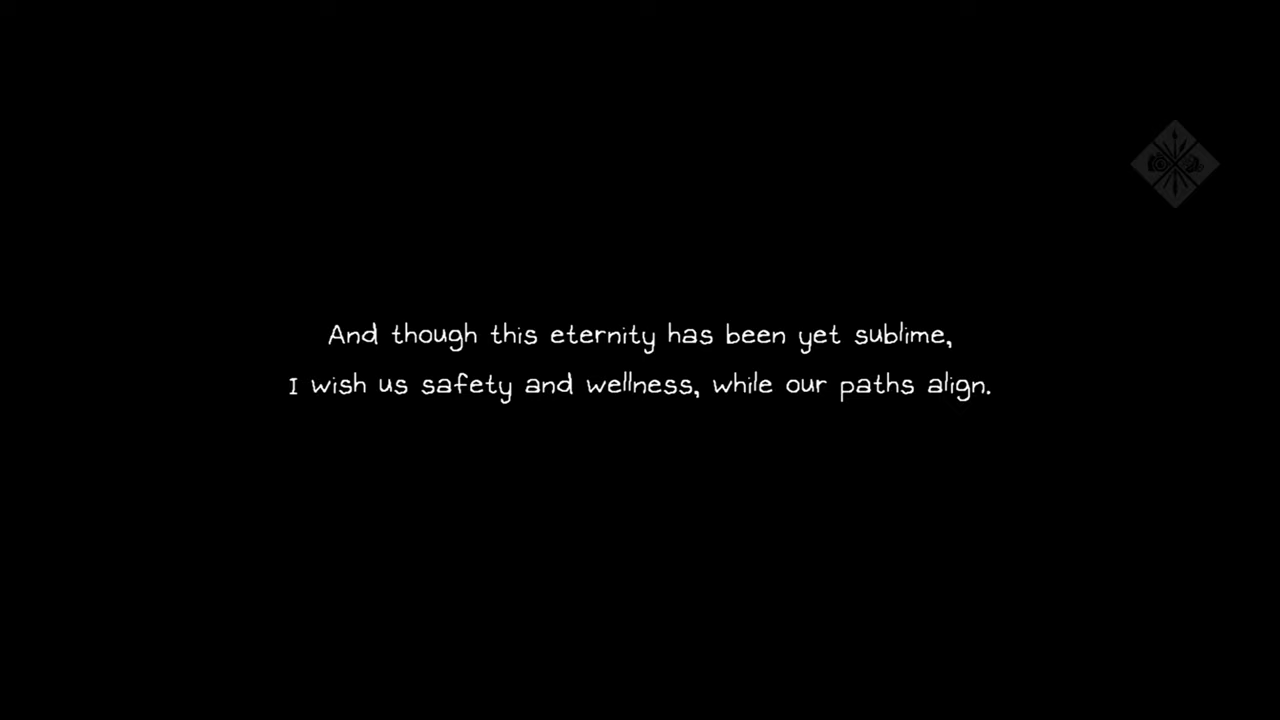 And though this eternity has been yet sublime,
I wish us safety and wellness, while our paths align.